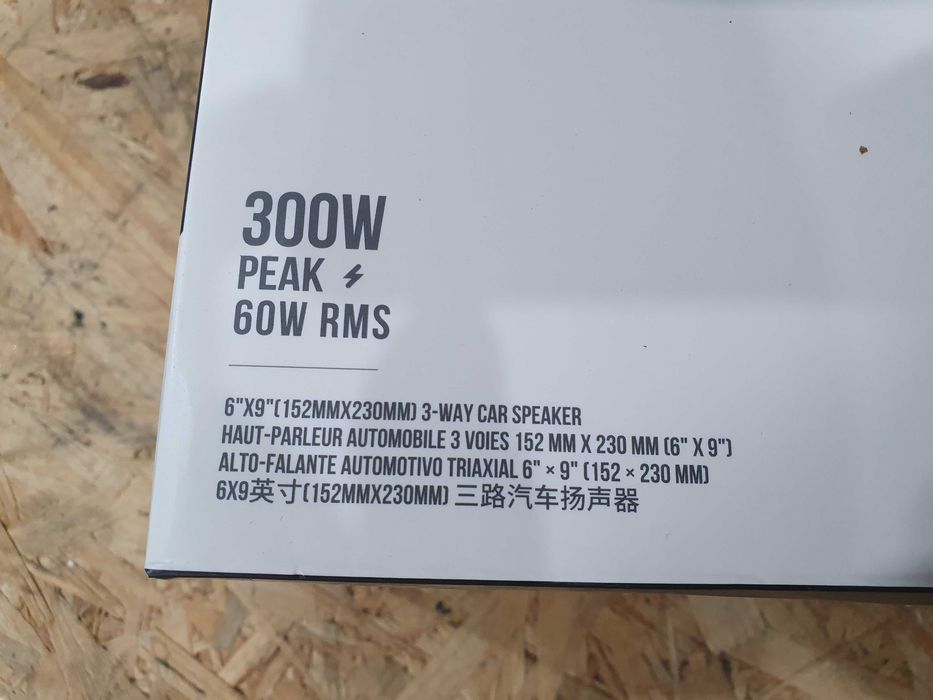 300W
PEAK
60W RMS
6"X9"(152MMX230MM) 3-WAY CAR SPEAKER
HAUT-PARLEUR AUTOMOBILE 3 VOIES 152 MM X 230 MM (6" X 9")
ALTO-FALANTE AUTOMOTIVO TRIAXIAL 6" × 9" (152 × 230 MM)
6X9英寸(152MMX230MM) 三路汽车扬声器